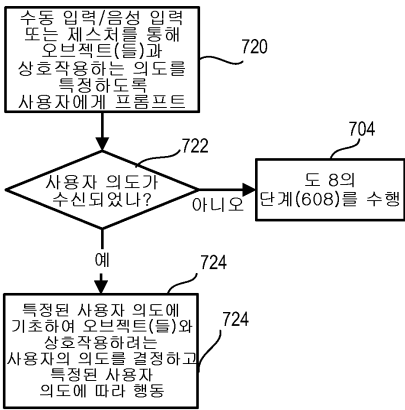 수동 입력/음성 입력
또는 제스처를 통해
오브젝트(들)과
상호작용하는 의도를
특정하도록
사용자에게 프롬프트
720
722
사용자 의도가
수신되었나?
아니오
704
도 8의
단계(608)를 수행
예
724
특정된 사용자 의도에
기초하여 오브젝트(들)와
상호작용하려는
사용자의 의도를 결정하고
특정된 사용자
의도에 따라 행동
724